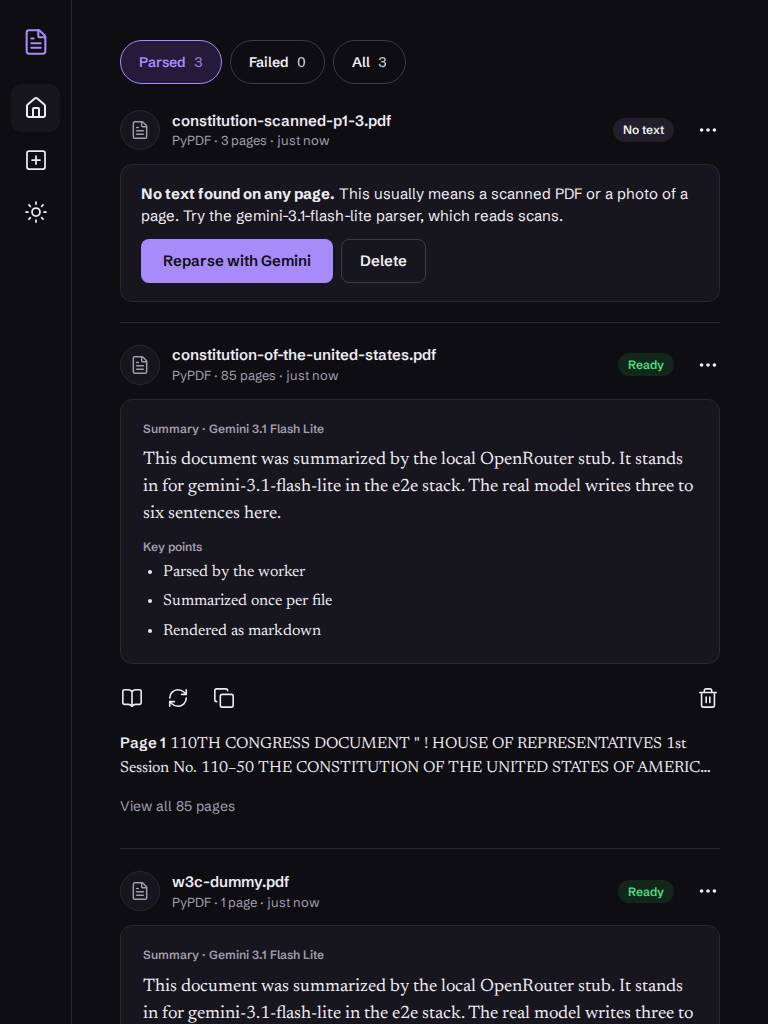 Parsed 3 Failed 0 All 3
constitution-scanned-p1-3.pdf
No text
PyPDF · 3 pages · just now
No text found on any page. This usually means a scanned PDF or a photo of a
page. Try the gemini-3.1-flash-lite parser, which reads scans.
Reparse with Gemini Delete
constitution-of-the-united-states.pdf
Ready
PyPDF · 85 pages · just now
Summary · Gemini 3.1 Flash Lite
This document was summarized by the local OpenRouter stub. It stands
in for gemini-3.1-flash-lite in the e2e stack. The real model writes three to
six sentences here.
Key points
• Parsed by the worker
• Summarized once per file
• Rendered as markdown
Page 1 110TH CONGRESS DOCUMENT " ! HOUSE OF REPRESENTATIVES 1st
Session No. 110–50 THE CONSTITUTION OF THE UNITED STATES OF AMERIC...
View all 85 pages
w3c-dummy.pdf
Ready
PyPDF · 1 page · just now
Summary · Gemini 3.1 Flash Lite
This document was summarized by the local OpenRouter stub. It stands
in for gemini-3.1-flash-lite in the e2e stack. The real model writes three to